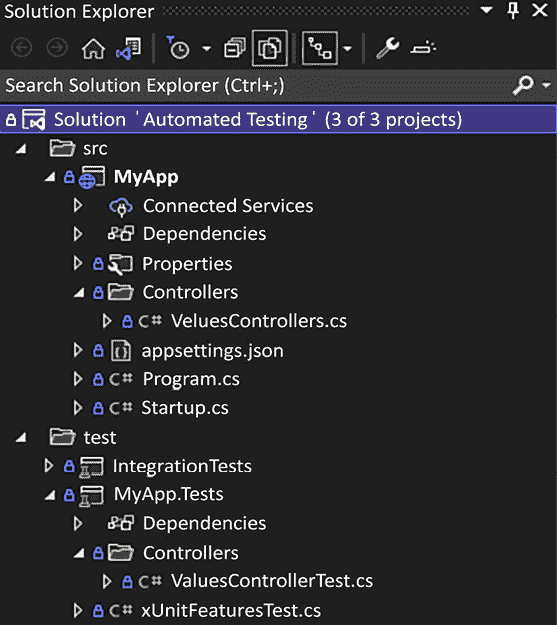 Solution Explorer
Search Solution Explorer (Ctrl+;)
Solution 'Automated Testing' (3 of 3 projects)
src
MyApp
Connected Services
Dependencies
Properties
Controllers
C# VeluesControllers.cs
appsettings.json
C# Program.cs
C# Startup.cs
test
IntegrationTests
MyApp.Tests
Dependencies
Controllers
C# ValuesControllerTest.cs
C# xUnitFeaturesTest.cs